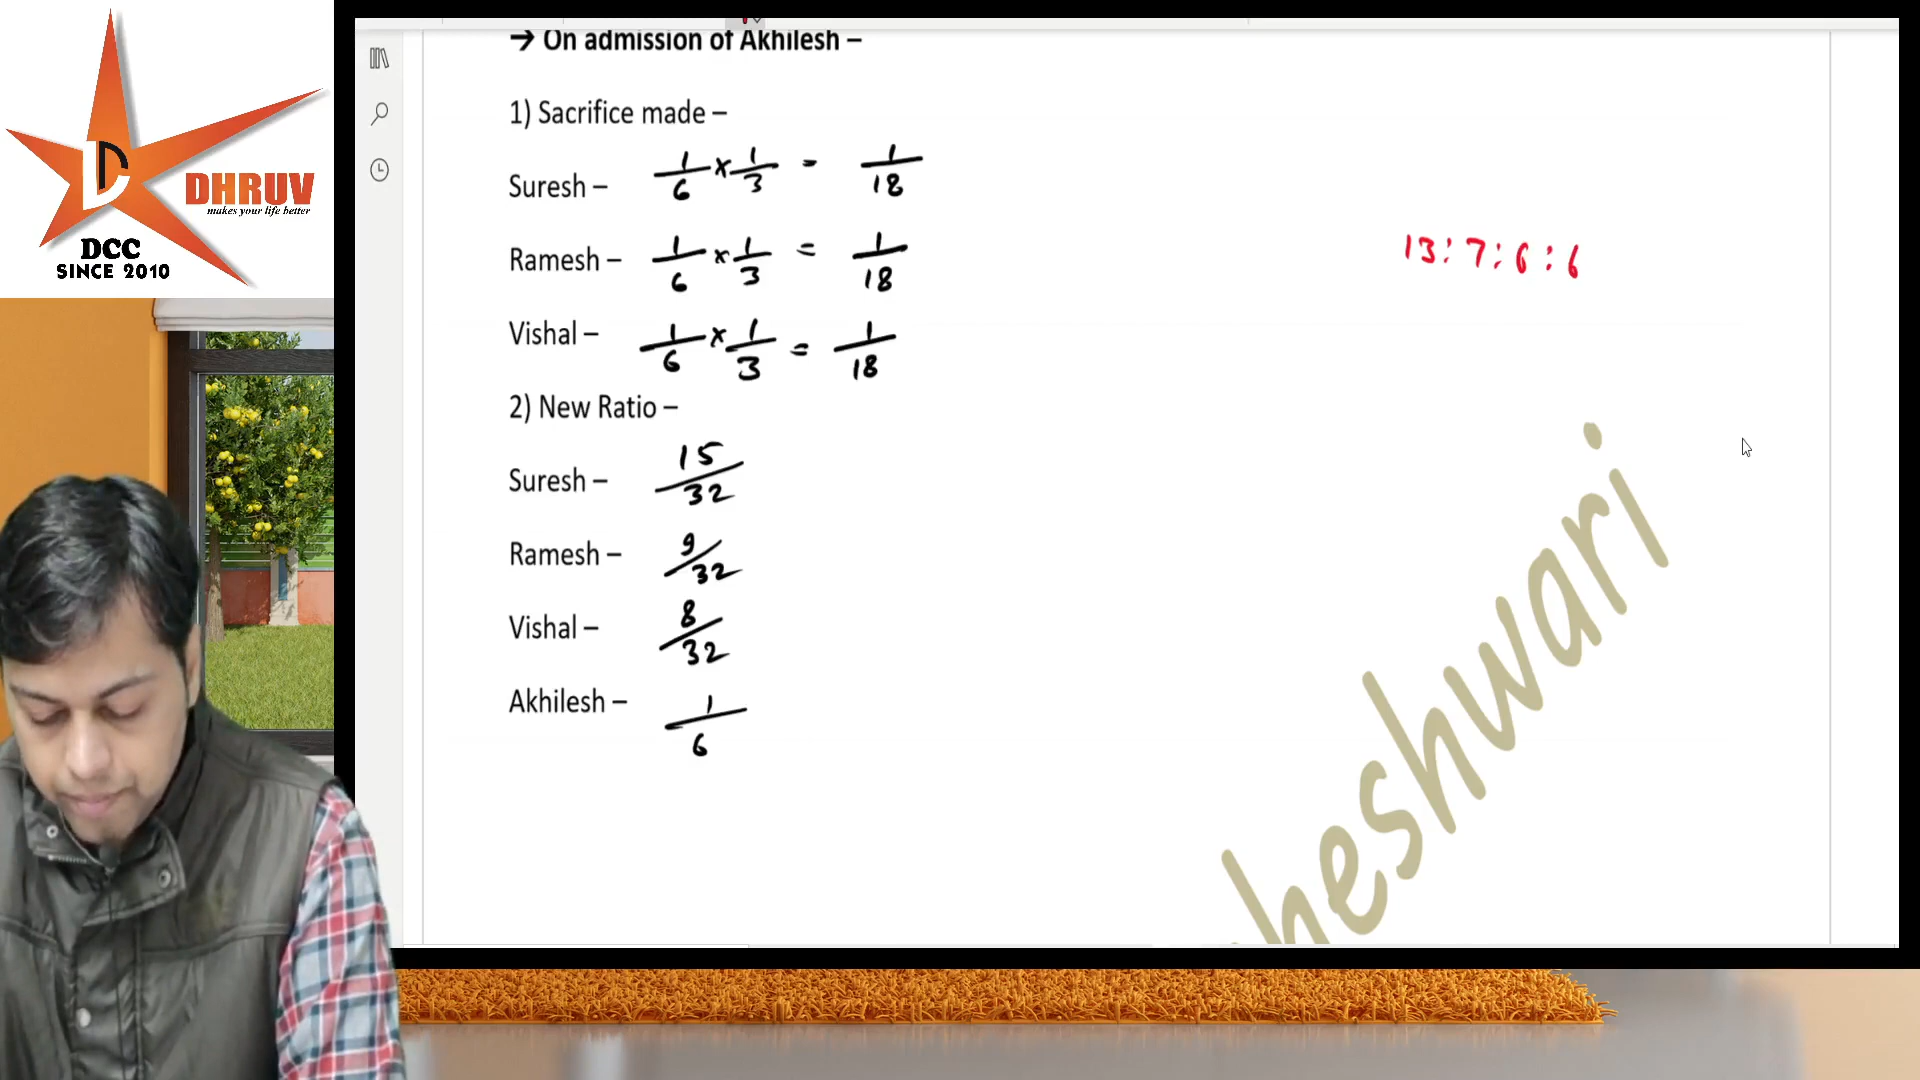 DC
DHRUV
makes your life better
DCC
SINCE 2010
→ On admission of Akhilesh –
1) Sacrifice made –
Suresh – 1/6 × 1/3 = 1/18
Ramesh – 1/6 × 1/3 = 1/18
13:7:6:6
Vishal – 1/6 × 1/3 = 1/18
2) New Ratio –
Suresh – 15/32
Ramesh – 9/32
Vishal – 8/32
Akhilesh – 1/6
heshwari